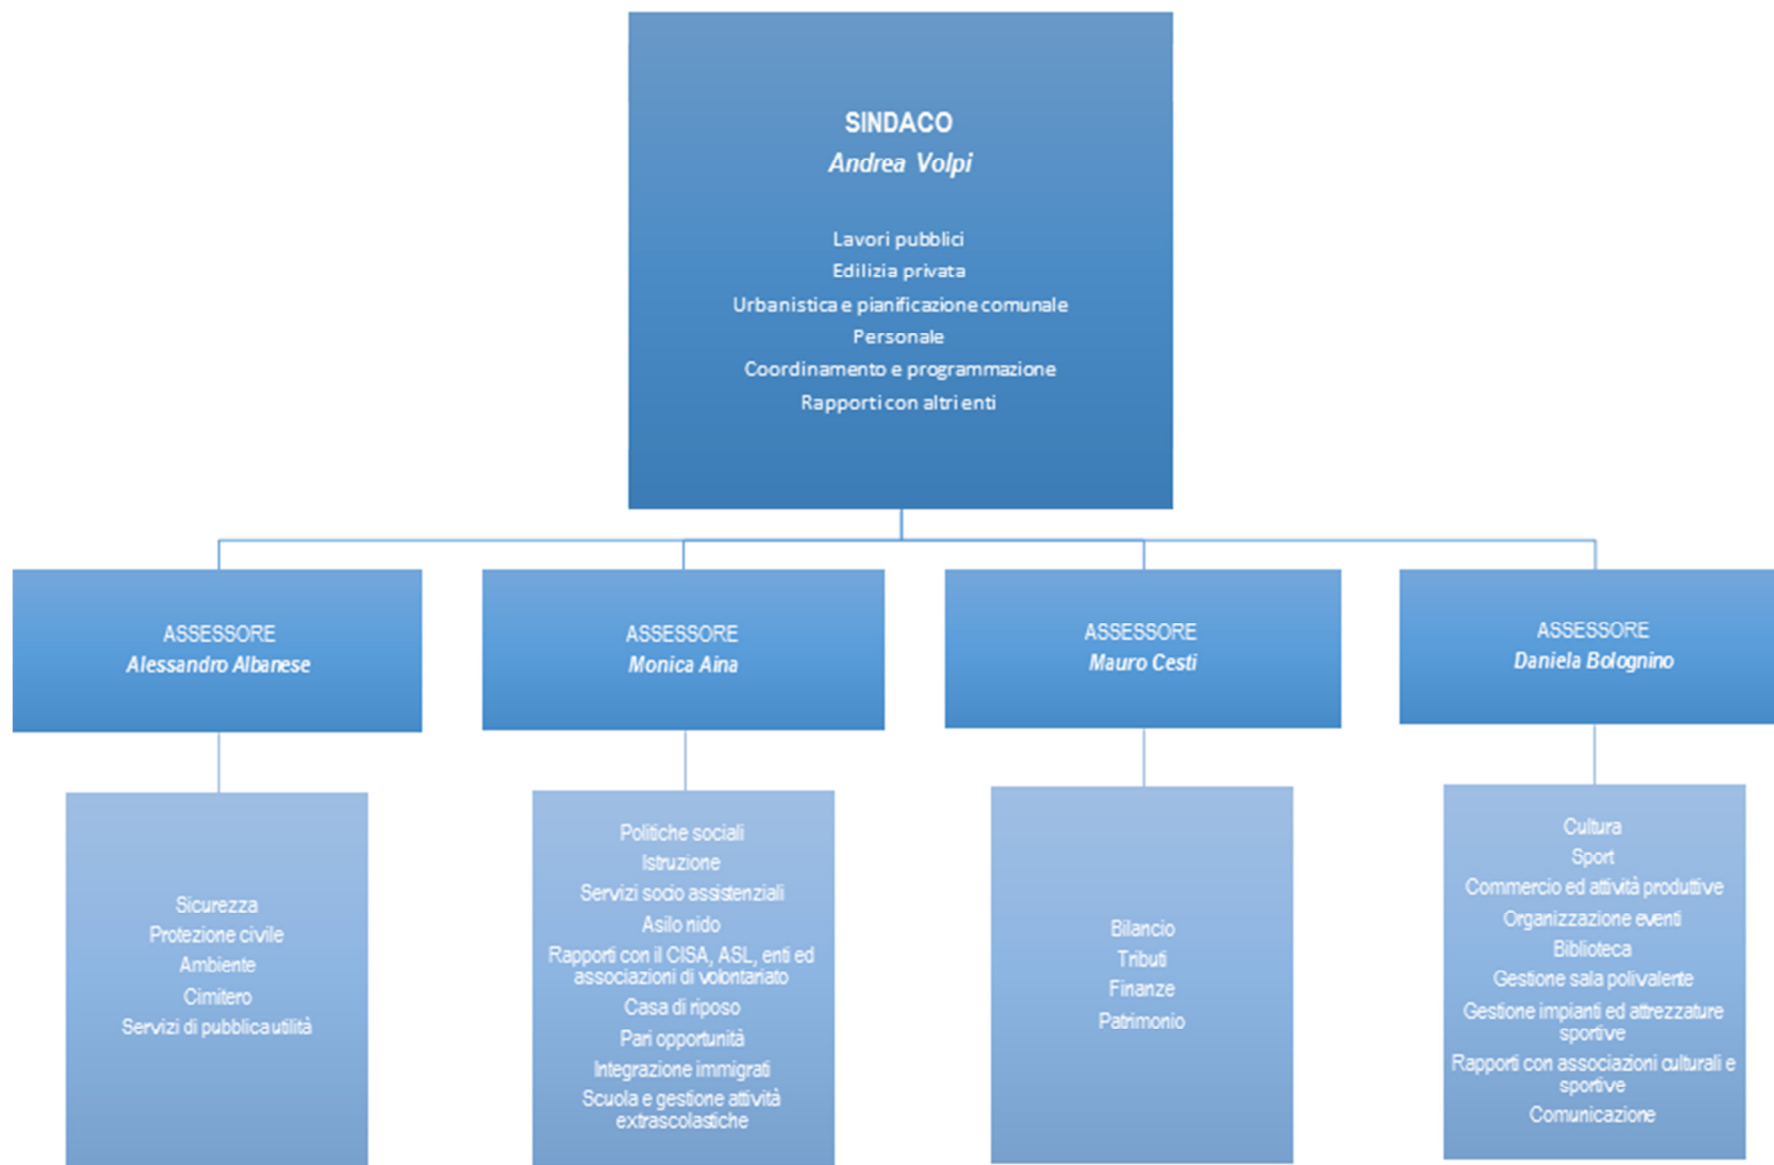 SINDACO
Andrea Volpi
Lavori pubblici
Edilizia privata
Urbanistica e pianificazione comunale
Personale
Coordinamento e programmazione
Rapporti con altri enti
ASSESSORE
Alessandro Albanese
ASSESSORE
Monica Aina
ASSESSORE
Mauro Cesti
ASSESSORE
Daniela Bolognino
Sicurezza
Protezione civile
Ambiente
Cimitero
Servizi di pubblica utilità
Politiche sociali
Istruzione
Servizi socio assistenziali
Asilo nido
Rapporti con il CISA, ASL, enti ed
associazioni di volontariato
Casa di riposo
Pari opportunità
Integrazione immigrati
Scuola e gestione attività
extrascolastiche
Bilancio
Tributi
Finanze
Patrimonio
Cultura
Sport
Commercio ed attività produttive
Organizzazione eventi
Biblioteca
Gestione sala polivalente
Gestione impianti ed attrezzature
sportive
Rapporti con associazioni culturali e
sportive
Comunicazione